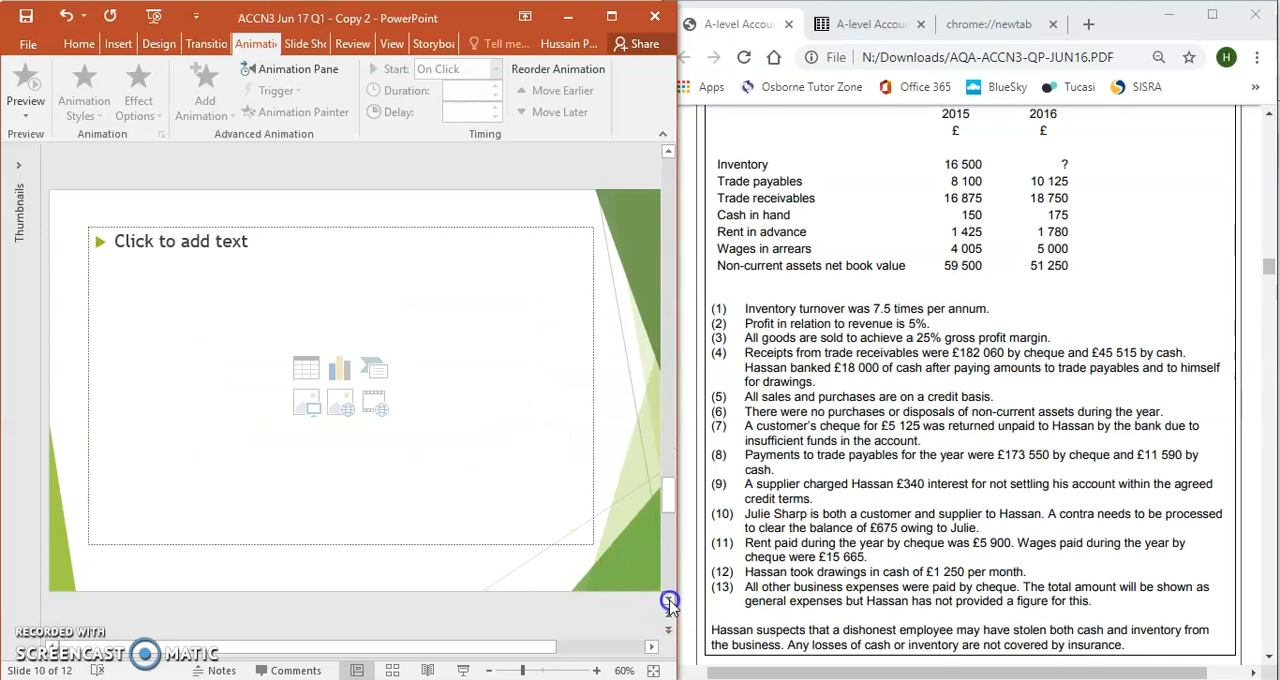 ACCN3 Jun 17 Q1 - Copy 2 - PowerPoint
File Home Insert Design Transitio Animati Slide Sho Review View Storybo Tell me... Hussain P... Share
Preview
Animation Styles
Effect Options
Add Animation
Animation Pane
Trigger
Animation Painter
Start: On Click
Duration:
Delay:
Reorder Animation
Move Earlier
Move Later
Preview Animation Advanced Animation Timing
Thumbnails
Click to add text
RECORDED WITH
SCREENCAST MATIC
Slide 10 of 12 Notes Comments 60%
A-level Accou A-level Accou chrome://newtab
File N:/Downloads/AQA-ACCN3-QP-JUN16.PDF H
Apps Osborne Tutor Zone Office 365 BlueSky Tucasi SISRA »
2015 2016
£ £
Inventory 16 500 ?
Trade payables 8 100 10 125
Trade receivables 16 875 18 750
Cash in hand 150 175
Rent in advance 1 425 1 780
Wages in arrears 4 005 5 000
Non-current assets net book value 59 500 51 250
(1) Inventory turnover was 7.5 times per annum.
(2) Profit in relation to revenue is 5%.
(3) All goods are sold to achieve a 25% gross profit margin.
(4) Receipts from trade receivables were £182 060 by cheque and £45 515 by cash.
Hassan banked £18 000 of cash after paying amounts to trade payables and to himself
for drawings.
(5) All sales and purchases are on a credit basis.
(6) There were no purchases or disposals of non-current assets during the year.
(7) A customer's cheque for £5 125 was returned unpaid to Hassan by the bank due to
insufficient funds in the account.
(8) Payments to trade payables for the year were £173 550 by cheque and £11 590 by
cash.
(9) A supplier charged Hassan £340 interest for not settling his account within the agreed
credit terms.
(10) Julie Sharp is both a customer and supplier to Hassan. A contra needs to be processed
to clear the balance of £675 owing to Julie.
(11) Rent paid during the year by cheque was £5 900. Wages paid during the year by
cheque were £15 665.
(12) Hassan took drawings in cash of £1 250 per month.
(13) All other business expenses were paid by cheque. The total amount will be shown as
general expenses but Hassan has not provided a figure for this.
Hassan suspects that a dishonest employee may have stolen both cash and inventory from
the business. Any losses of cash or inventory are not covered by insurance.